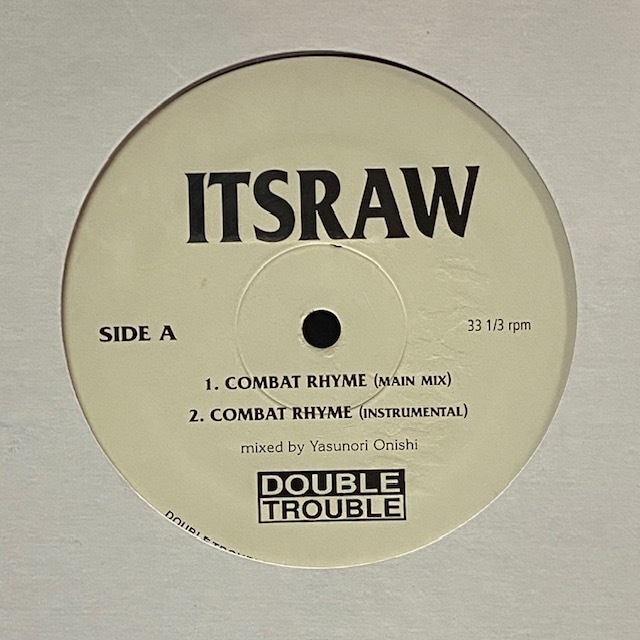 ITSRAW
SIDE A
33 1/3 rpm
1. COMBAT RHYME (MAIN MIX)
2. COMBAT RHYME (INSTRUMENTAL)
mixed by Yasunori Onishi
DOUBLE
TROUBLE
DOUBLE